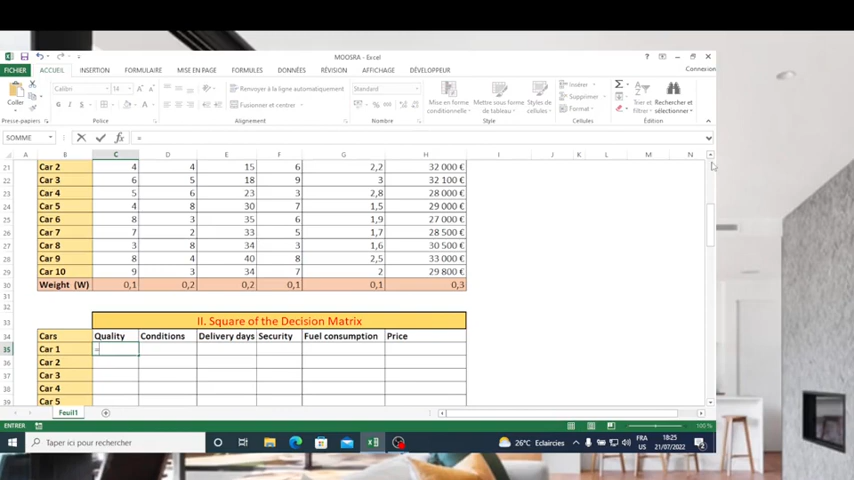 MOOSRA - Excel
Connexion
FICHIER ACCUEIL INSERTION FORMULAIRE MISE EN PAGE FORMULES DONNÉES RÉVISION AFFICHAGE DÉVELOPPEUR
Calibri 11 Renvoyer à la ligne automatiquement Standard Insérer
Coller Fusionner et centrer Mise en forme conditionnelle Mettre sous forme de tableau Styles de cellules Supprimer Format Rechercher et sélectionner
Presse-papiers Police Alignement Nombre Style Cellules Édition
SOMME =
A B C D E F G H I J K L M N
21 Car 2 4 4 15 6 2,2 32 000 €
22 Car 3 6 5 18 9 3 32 100 €
23 Car 4 5 6 23 3 2,8 28 000 €
24 Car 5 4 8 30 7 1,5 29 000 €
25 Car 6 8 3 35 6 1,9 27 000 €
26 Car 7 7 2 33 5 1,7 28 500 €
27 Car 8 3 8 34 3 1,6 30 500 €
28 Car 9 8 4 40 8 2,5 33 000 €
29 Car 10 9 3 34 7 2 29 800 €
30 Weight (W) 0,1 0,2 0,2 0,1 0,1 0,3
31
32
33 II. Square of the Decision Matrix
34 Cars Quality Conditions Delivery days Security Fuel consumption Price
35 Car 1 =
36 Car 2
37 Car 3
38 Car 4
39 Car 5
Feuil1
ENTRER 100 %
Taper ici pour rechercher 26°C Eclaircies FRA 18:25
US 21/07/2022 2